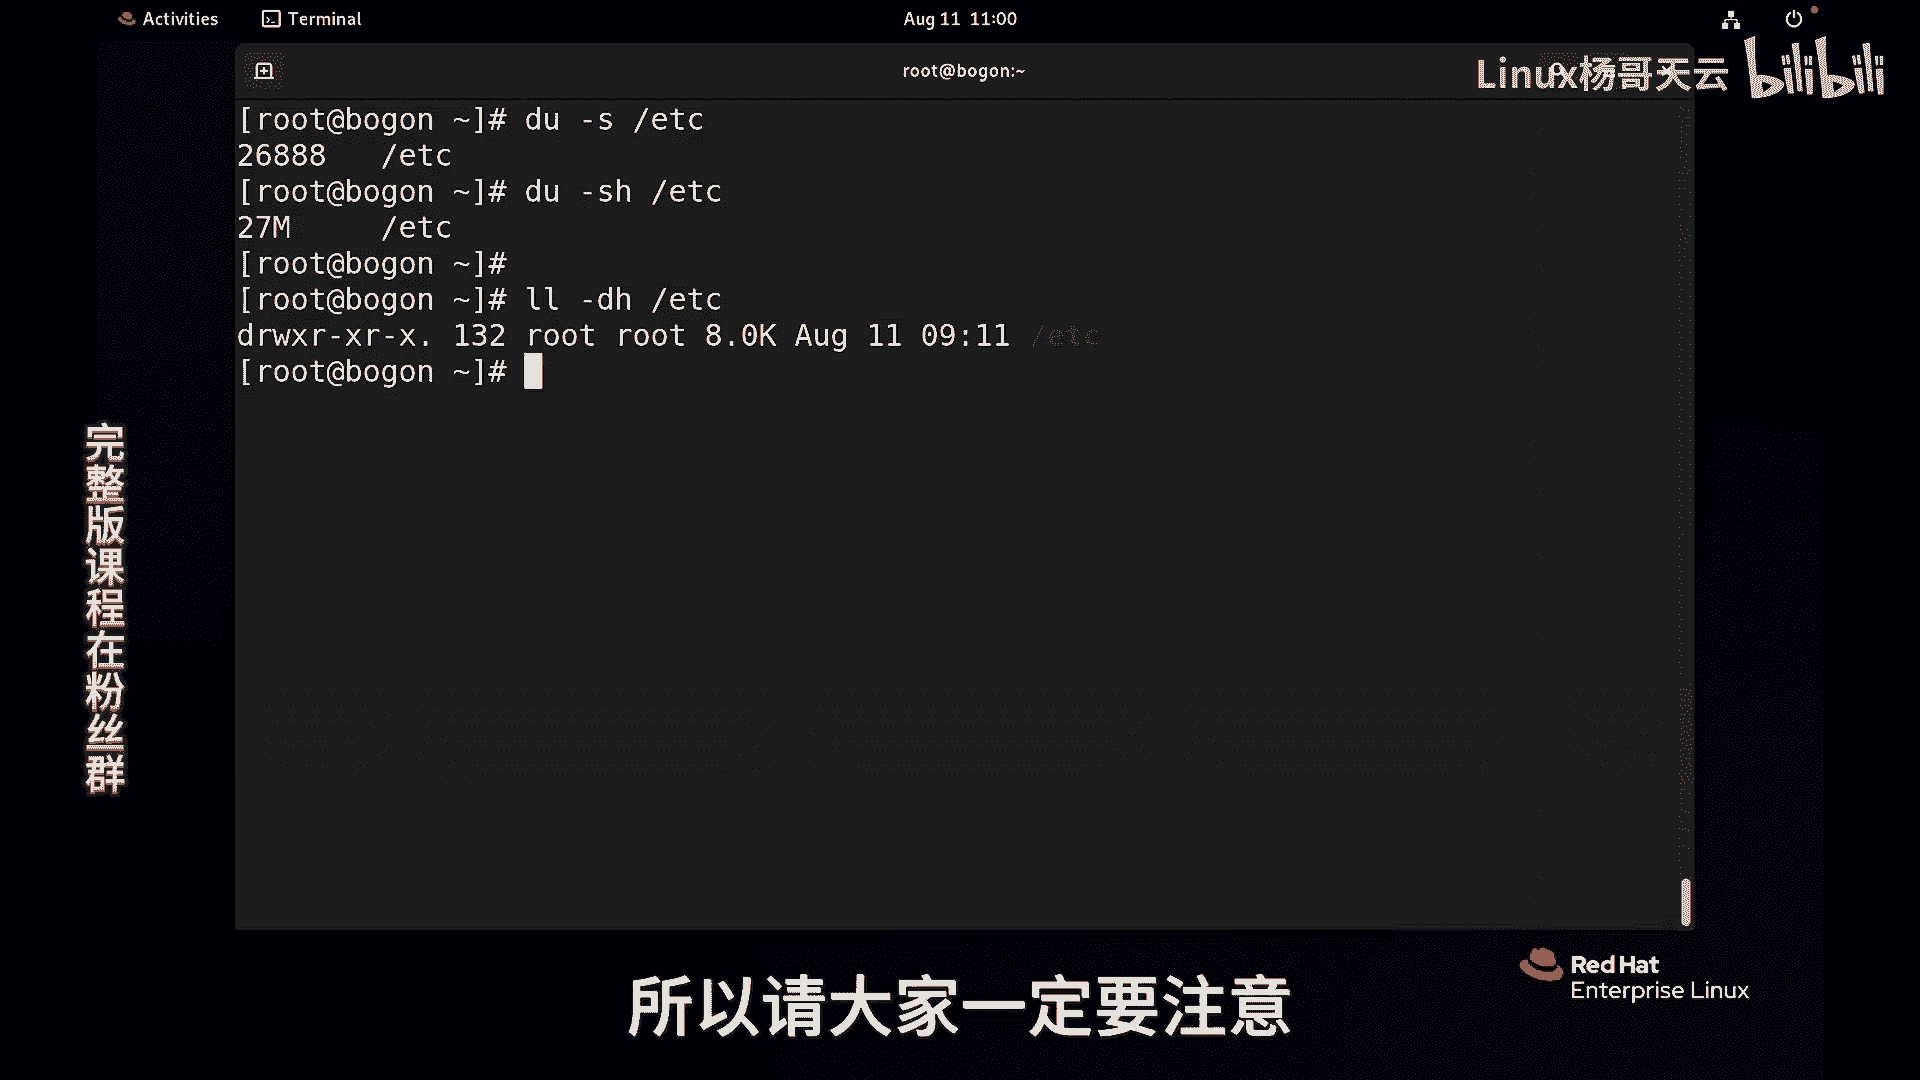 Activities
Terminal
Aug 11 11:00
root@bogon:~
Linux杨哥天云
bilibili
[root@bogon ~]# du -s /etc
26888   /etc
[root@bogon ~]# du -sh /etc
27M     /etc
[root@bogon ~]#
[root@bogon ~]# ll -dh /etc
drwxr-xr-x. 132 root root 8.0K Aug 11 09:11 /etc
[root@bogon ~]#
完整版课程在粉丝群
Red Hat
Enterprise Linux
所以请大家一定要注意